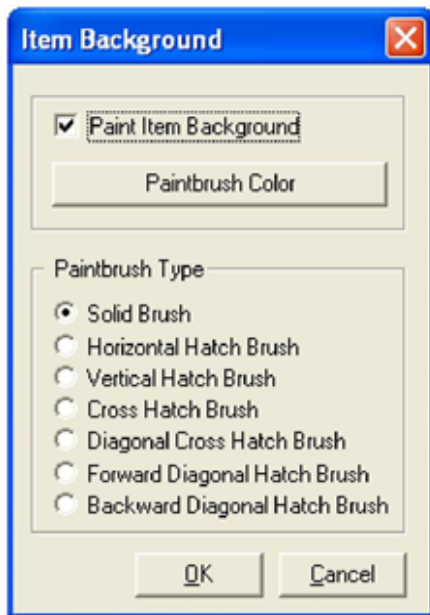 Item Background
Paint Item Background
Paintbrush Color
Paintbrush Type
Solid Brush
Horizontal Hatch Brush
Vertical Hatch Brush
Cross Hatch Brush
Diagonal Cross Hatch Brush
Forward Diagonal Hatch Brush
Backward Diagonal Hatch Brush
OK Cancel